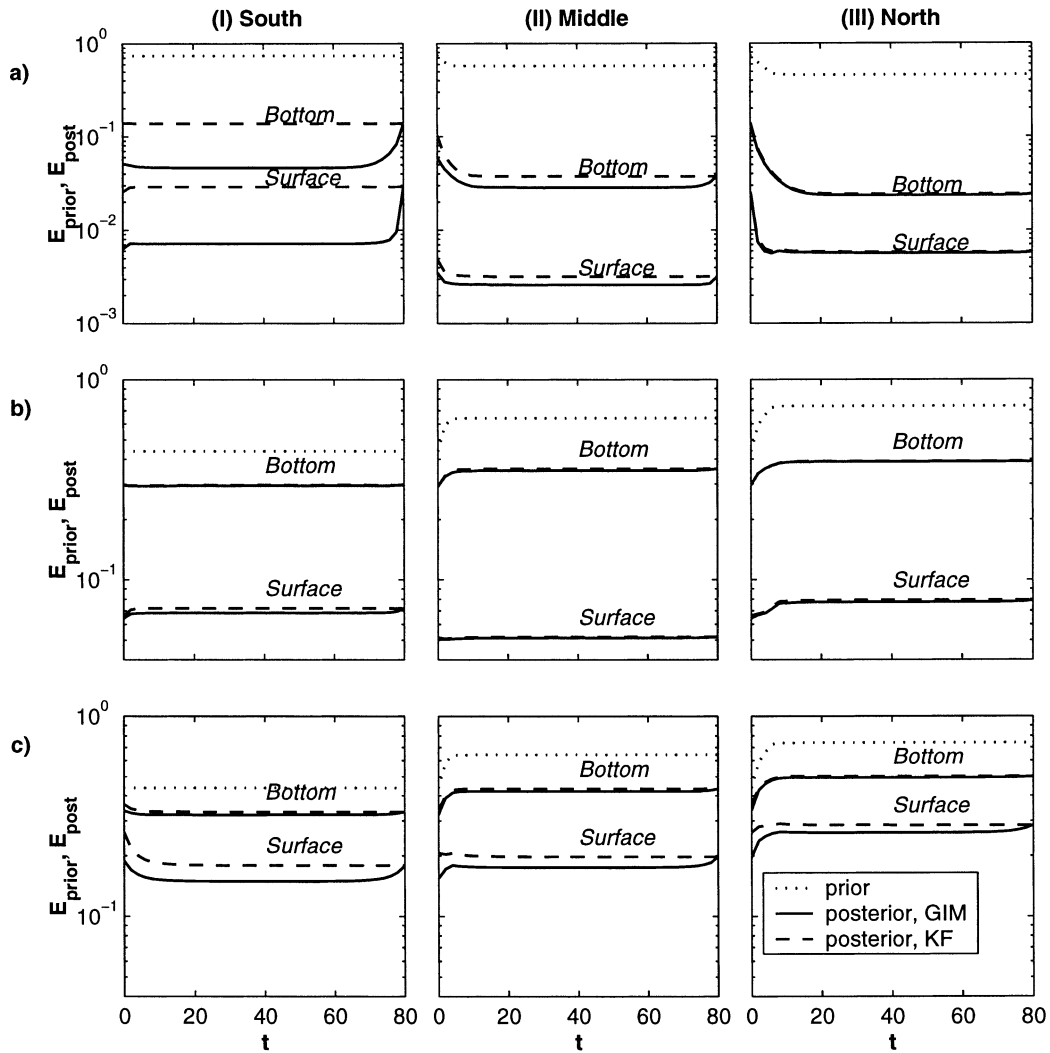 (I) South (II) Middle (III) North
a)
10^0
10^-1
10^-2
10^-3
E_prior, E_post
Bottom
Surface
Bottom
Surface
Bottom
Surface
b)
10^0
10^-1
E_prior, E_post
Bottom
Surface
Bottom
Surface
Bottom
Surface
c)
10^0
10^-1
E_prior, E_post
Bottom
Surface
Bottom
Surface
Bottom
Surface
prior
posterior, GIM
posterior, KF
0 20 40 60 80 0 20 40 60 80 0 20 40 60 80
t t t